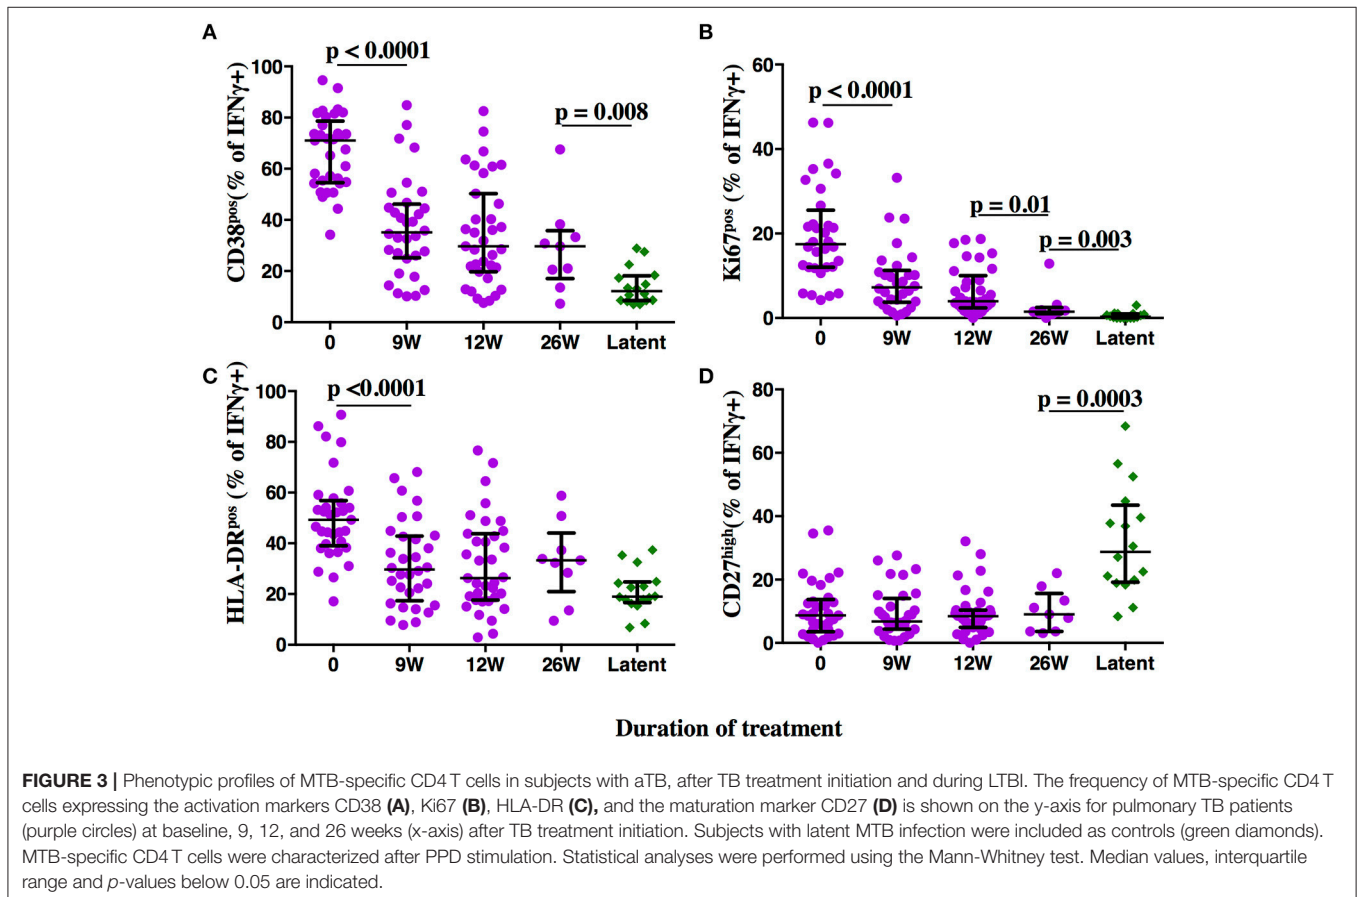 A
p < 0.0001
p = 0.008
CD38pos(% of IFNγ+)
100
80
60
40
20
0
0 9W 12W 26W Latent
B
p < 0.0001
p = 0.01
p = 0.003
Ki67pos (% of IFNγ+)
60
40
20
0
0 9W 12W 26W Latent
C
p <0.0001
HLA-DRpos (% of IFNγ+)
100
80
60
40
20
0
0 9W 12W 26W Latent
D
p = 0.0003
CD27high(% of IFNγ+)
80
60
40
20
0
0 9W 12W 26W Latent
Duration of treatment
FIGURE 3 | Phenotypic profiles of MTB-specific CD4 T cells in subjects with aTB, after TB treatment initiation and during LTBI. The frequency of MTB-specific CD4 T
cells expressing the activation markers CD38 (A), Ki67 (B), HLA-DR (C), and the maturation marker CD27 (D) is shown on the y-axis for pulmonary TB patients
(purple circles) at baseline, 9, 12, and 26 weeks (x-axis) after TB treatment initiation. Subjects with latent MTB infection were included as controls (green diamonds).
MTB-specific CD4 T cells were characterized after PPD stimulation. Statistical analyses were performed using the Mann-Whitney test. Median values, interquartile
range and p-values below 0.05 are indicated.